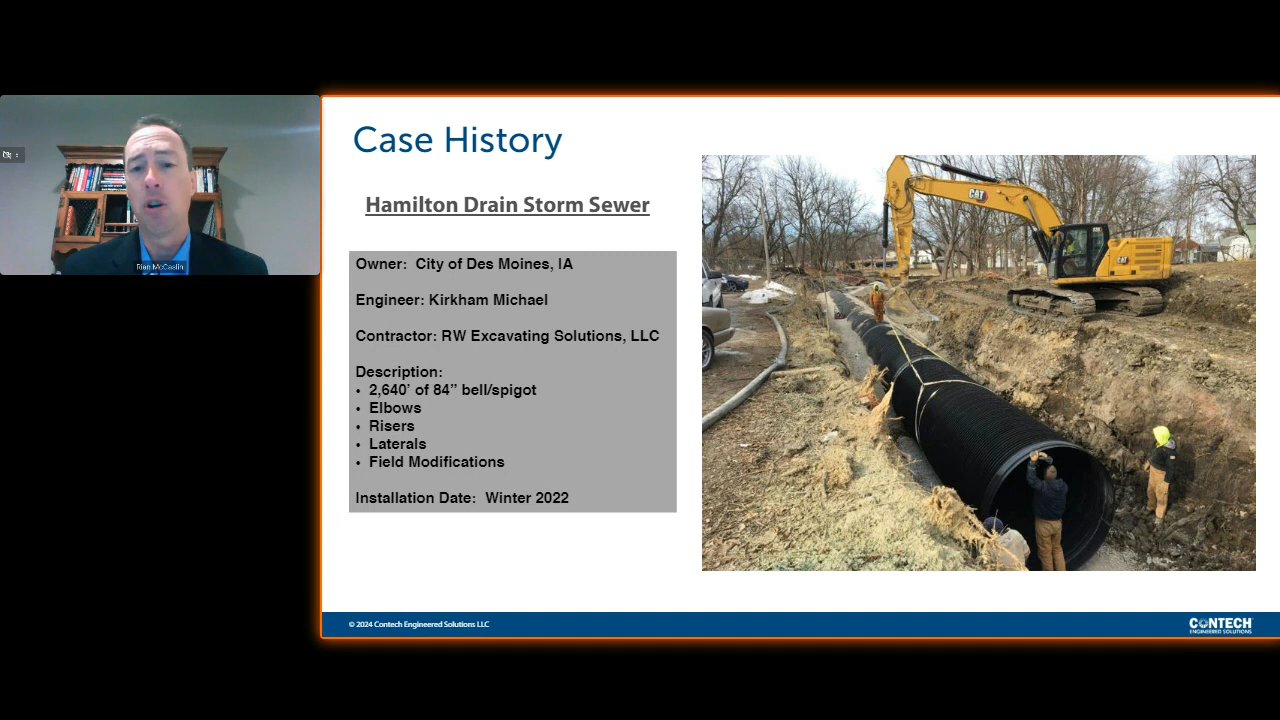 Case History
Hamilton Drain Storm Sewer
Owner: City of Des Moines, IA
Engineer: Kirkham Michael
Contractor: RW Excavating Solutions, LLC
Description:
• 2,640’ of 84” bell/spigot
• Elbows
• Risers
• Laterals
• Field Modifications
Installation Date: Winter 2022
CAT
CAT
Rien McCaslin
© 2024 Contech Engineered Solutions LLC
CONTECH
ENGINEERED SOLUTIONS